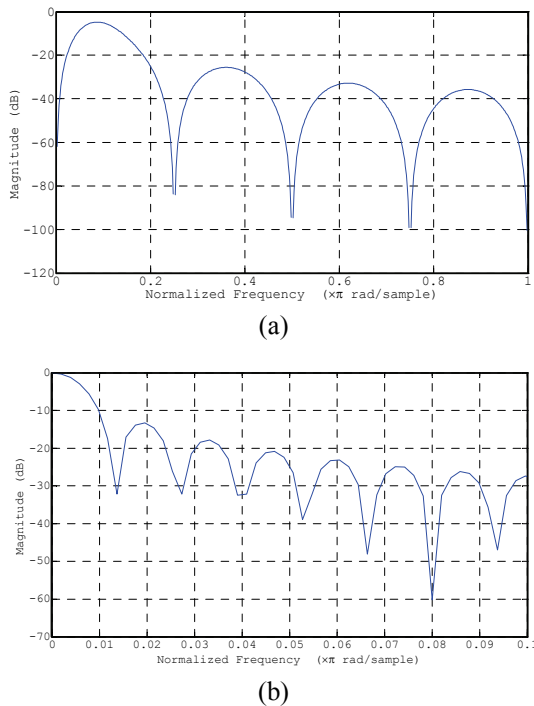 0
-20
-40
-60
-80
-100
-120
Magnitude (dB)
0 0.2 0.4 0.6 0.8 1
Normalized Frequency (×π rad/sample)
(a)
0
-10
-20
-30
-40
-50
-60
-70
Magnitude (dB)
0 0.01 0.02 0.03 0.04 0.05 0.06 0.07 0.08 0.09 0.1
Normalized Frequency (×π rad/sample)
(b)